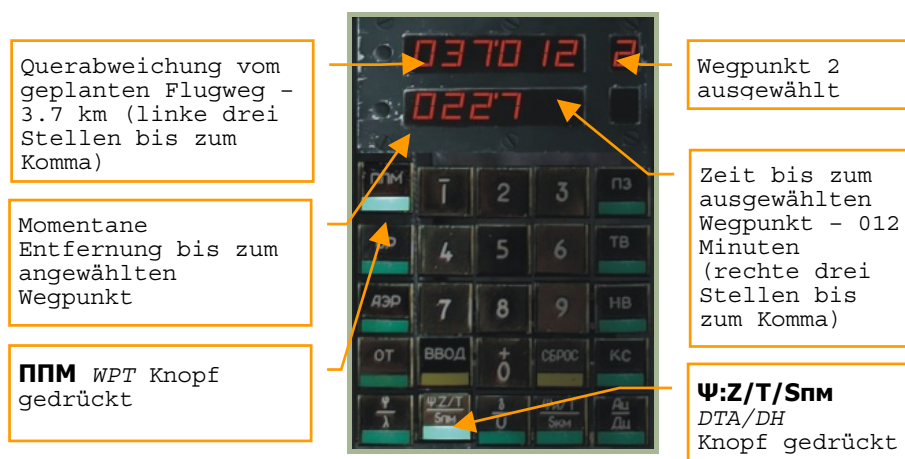 Querabweichung vom
geplanten Flugweg –
3.7 km (linke drei
Stellen bis zum
Komma)
Momentane
Entfernung bis zum
angewählten
Wegpunkt
ППМ WPT Knopf
gedrückt
037'012 2
022'7
ППМ 1 2 3 ПЗ
4 5 6 ТВ
АЭР 7 8 9 НВ
ОТ ВВОД + СБРОС КС
0
φ Ψ:Z/T
λ Sпм
Wegpunkt 2
ausgewählt
Zeit bis zum
ausgewählten
Wegpunkt – 012
Minuten
(rechte drei
Stellen bis
zum Komma)
Ψ:Z/T/Sпм
DTA/DH
Knopf gedrückt